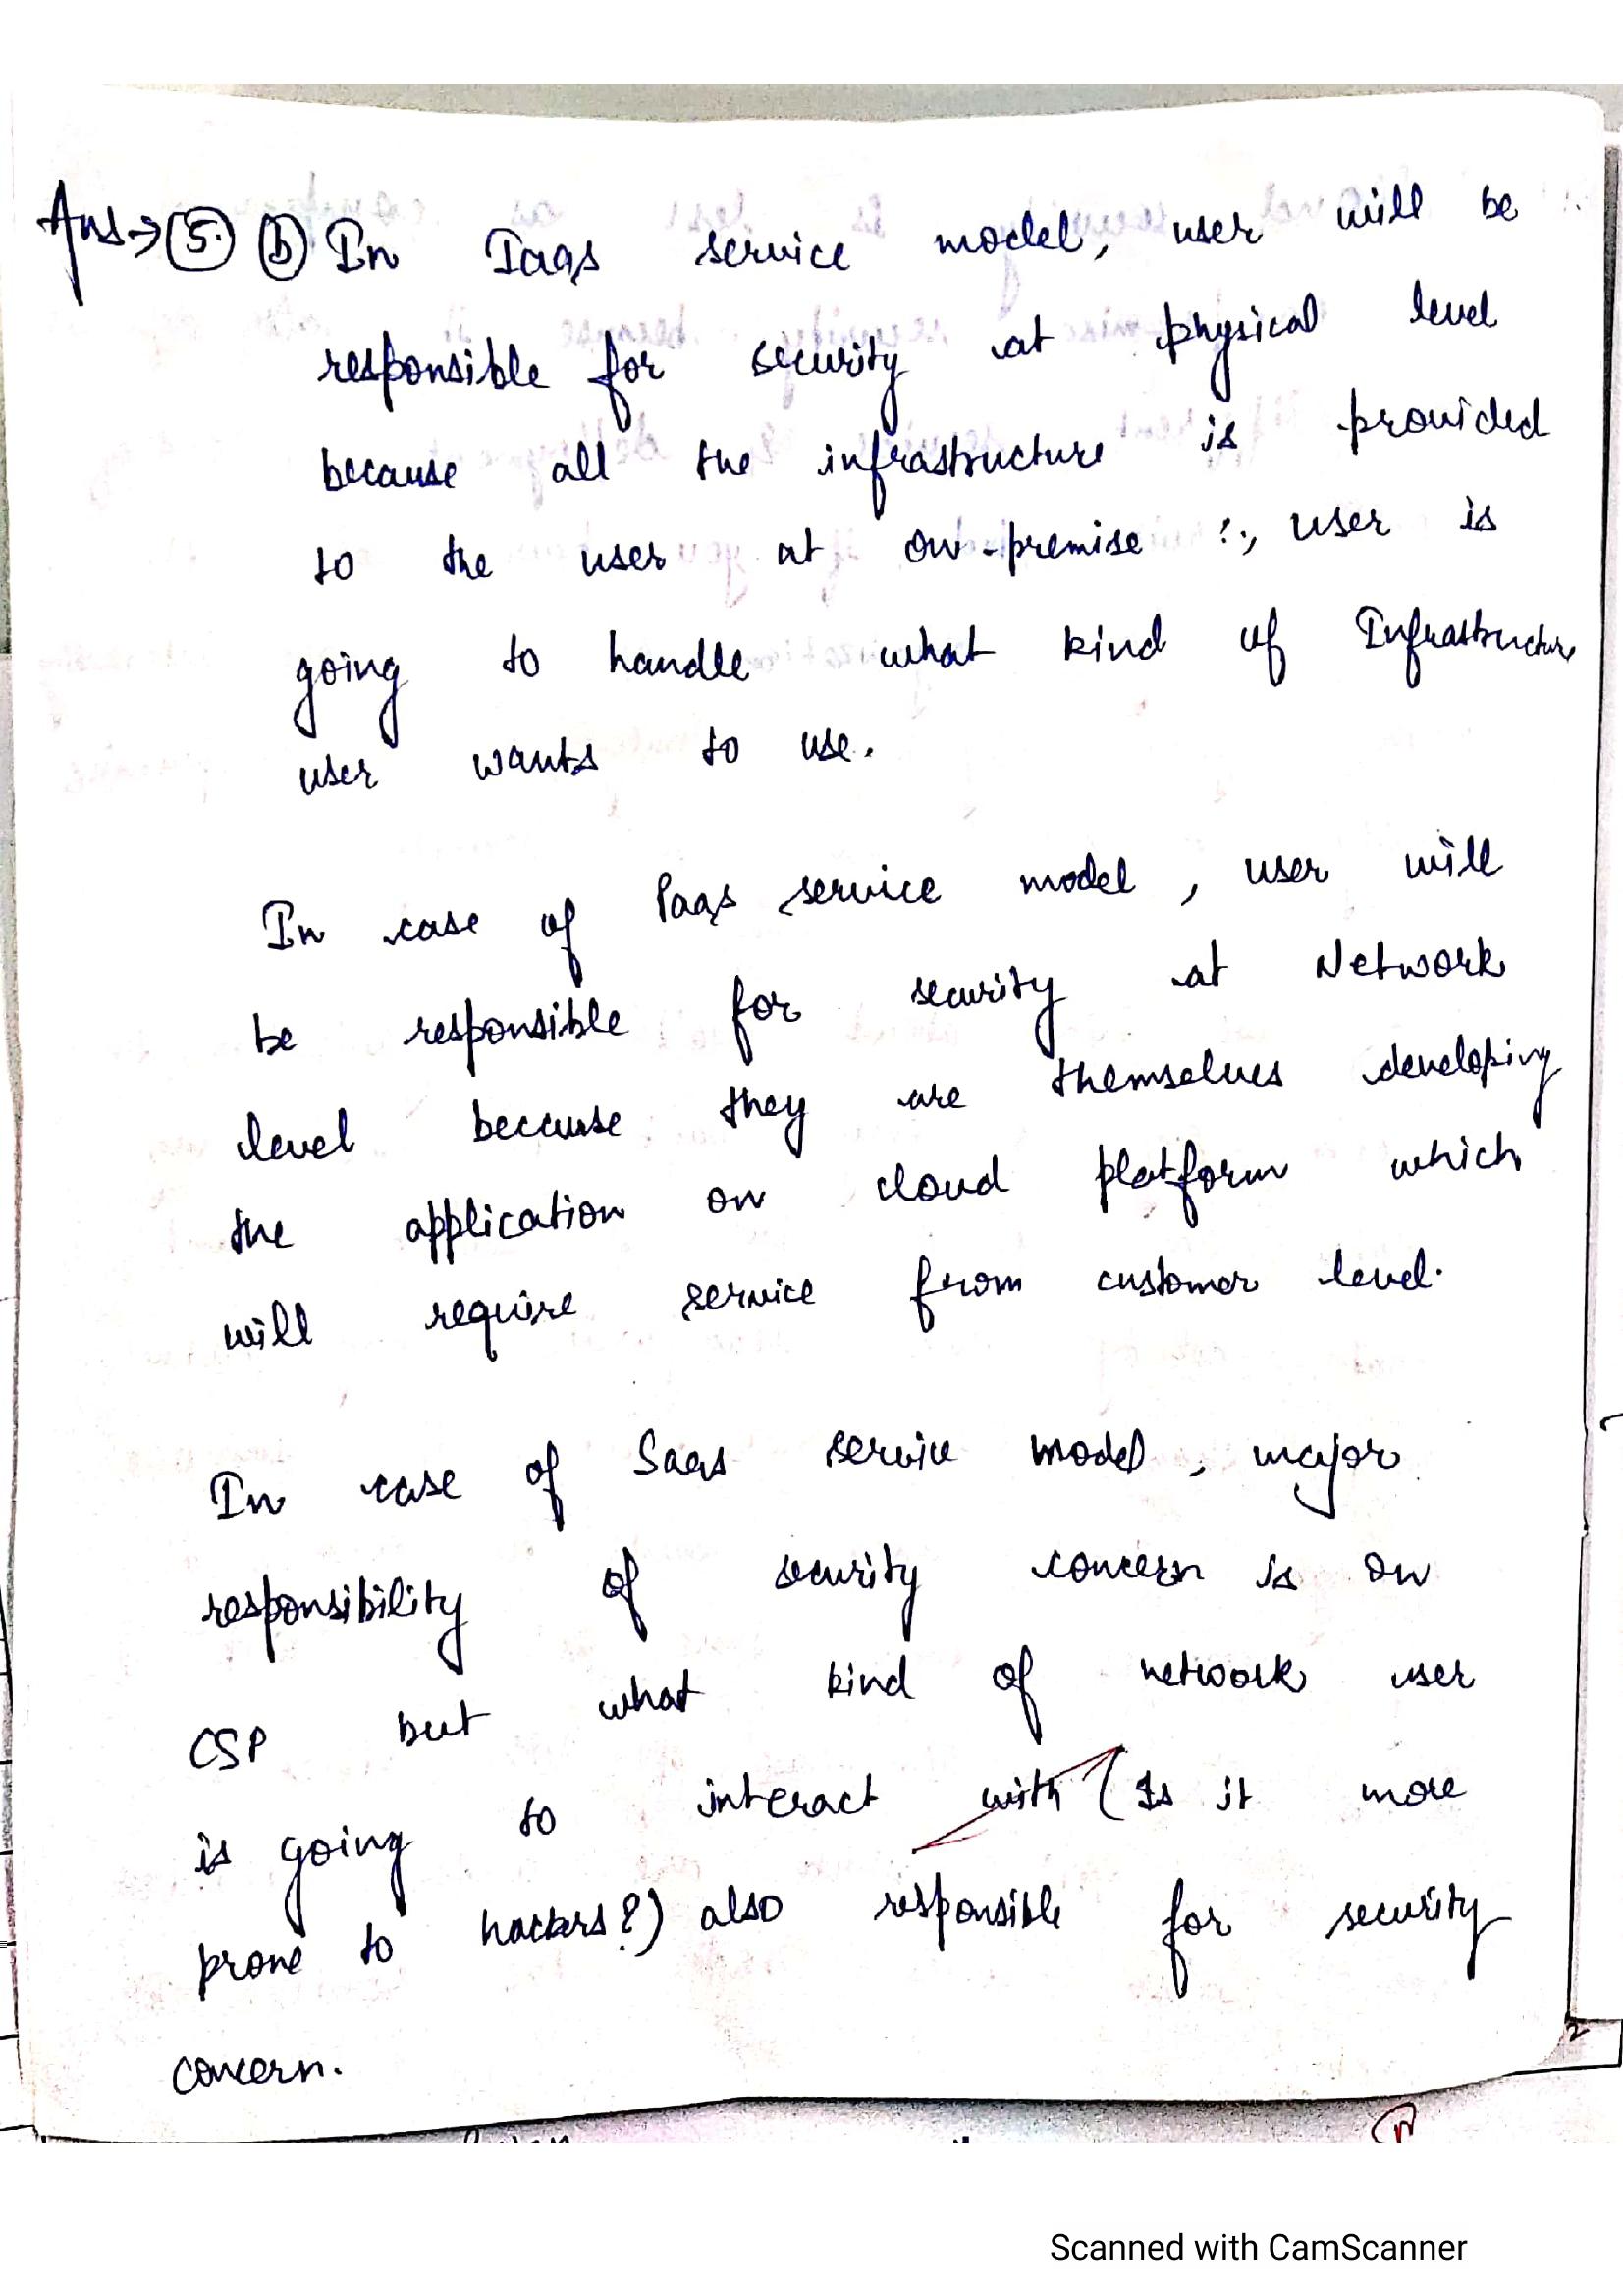 Ans→ 5. b In Iaas service model, user will be
responsible for security at physical level
because all the infrastructure is provided
to the user at on-premise ∵, user is
going to handle what kind of Infrastructure
user wants to use.
In case of Paas service model, user will
be responsible for security at Network
level because they are themselves developing
the application on cloud platform which
will require service from customer level.
In case of Saas service model, major
responsibility of security concern is on
CSP but what kind of network user
is going to interact with (Is it more
prone to hackers?) also responsible for security
concern.
2
Scanned with CamScanner